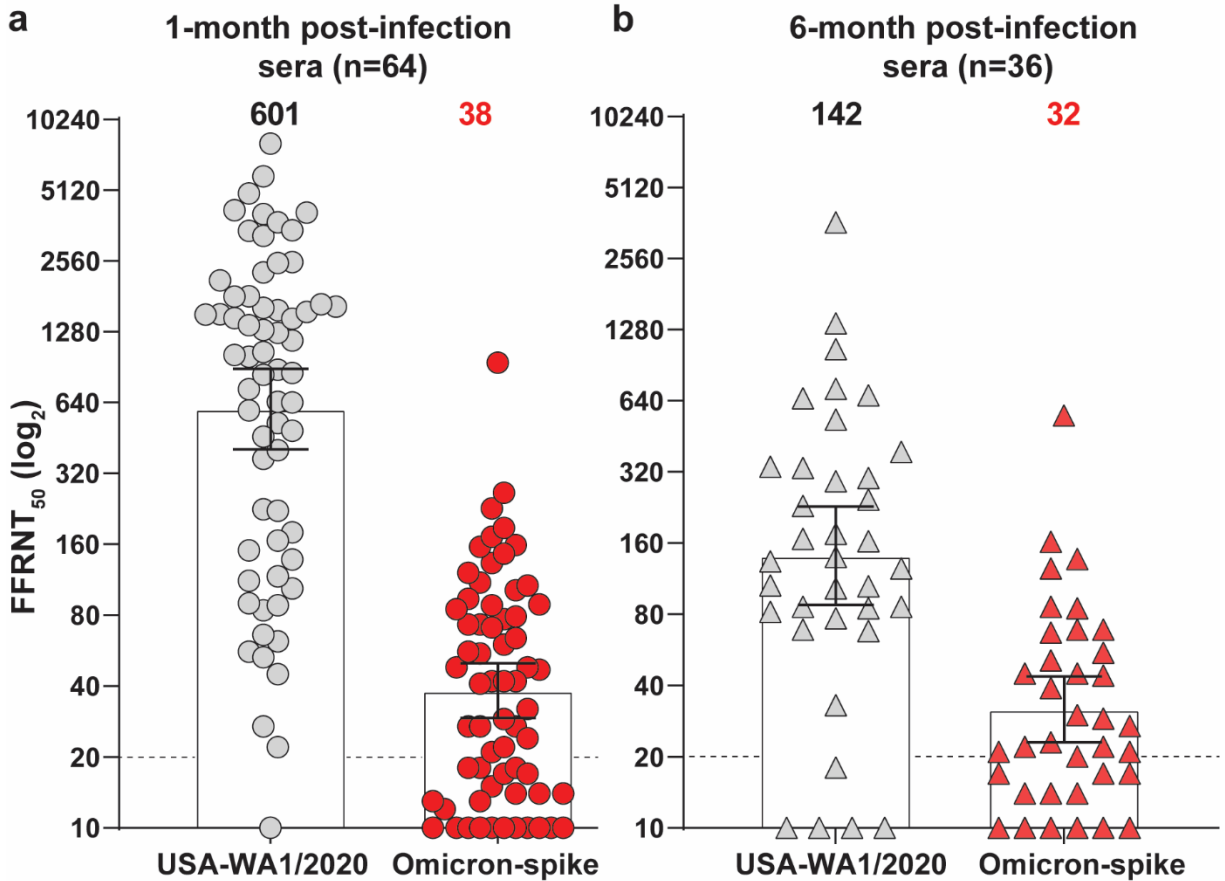 a
1-month post-infection
sera (n=64)
601 38
10240
5120
2560
1280
640
320
160
80
40
20
10
FFRNT₅₀ (log₂)
USA-WA1/2020 Omicron-spike
b
6-month post-infection
sera (n=36)
142 32
10240
5120
2560
1280
640
320
160
80
40
20
10
USA-WA1/2020 Omicron-spike